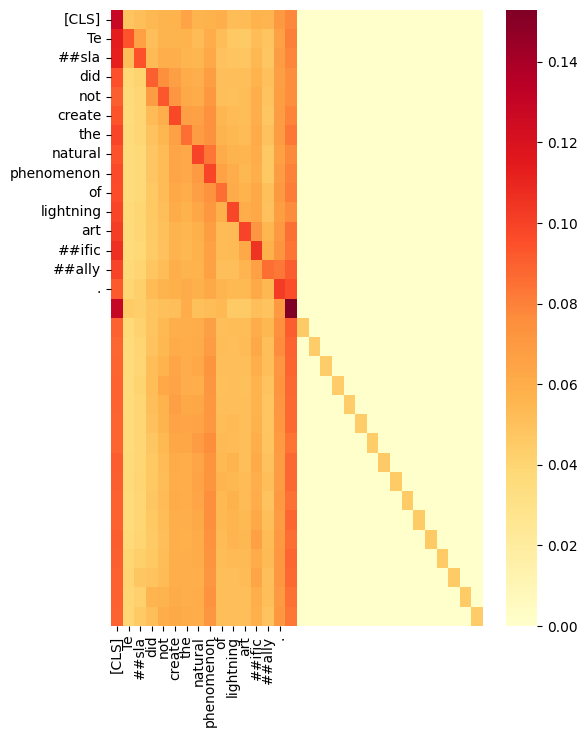 [CLS]
Te
##sla
did
not
create
the
natural
phenomenon
of
lightning
art
##ific
##ally
.
0.14
0.12
0.10
0.08
0.06
0.04
0.02
0.00
[CLS]
Te
##sla
did
not
create
the
natural
phenomenon
of
lightning
art
##ific
##ally
.